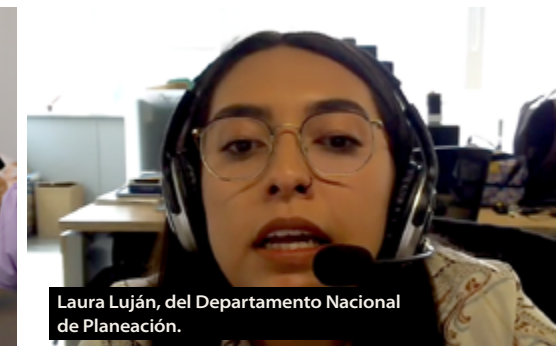 Laura Luján, del Departamento Nacional
de Planeación.